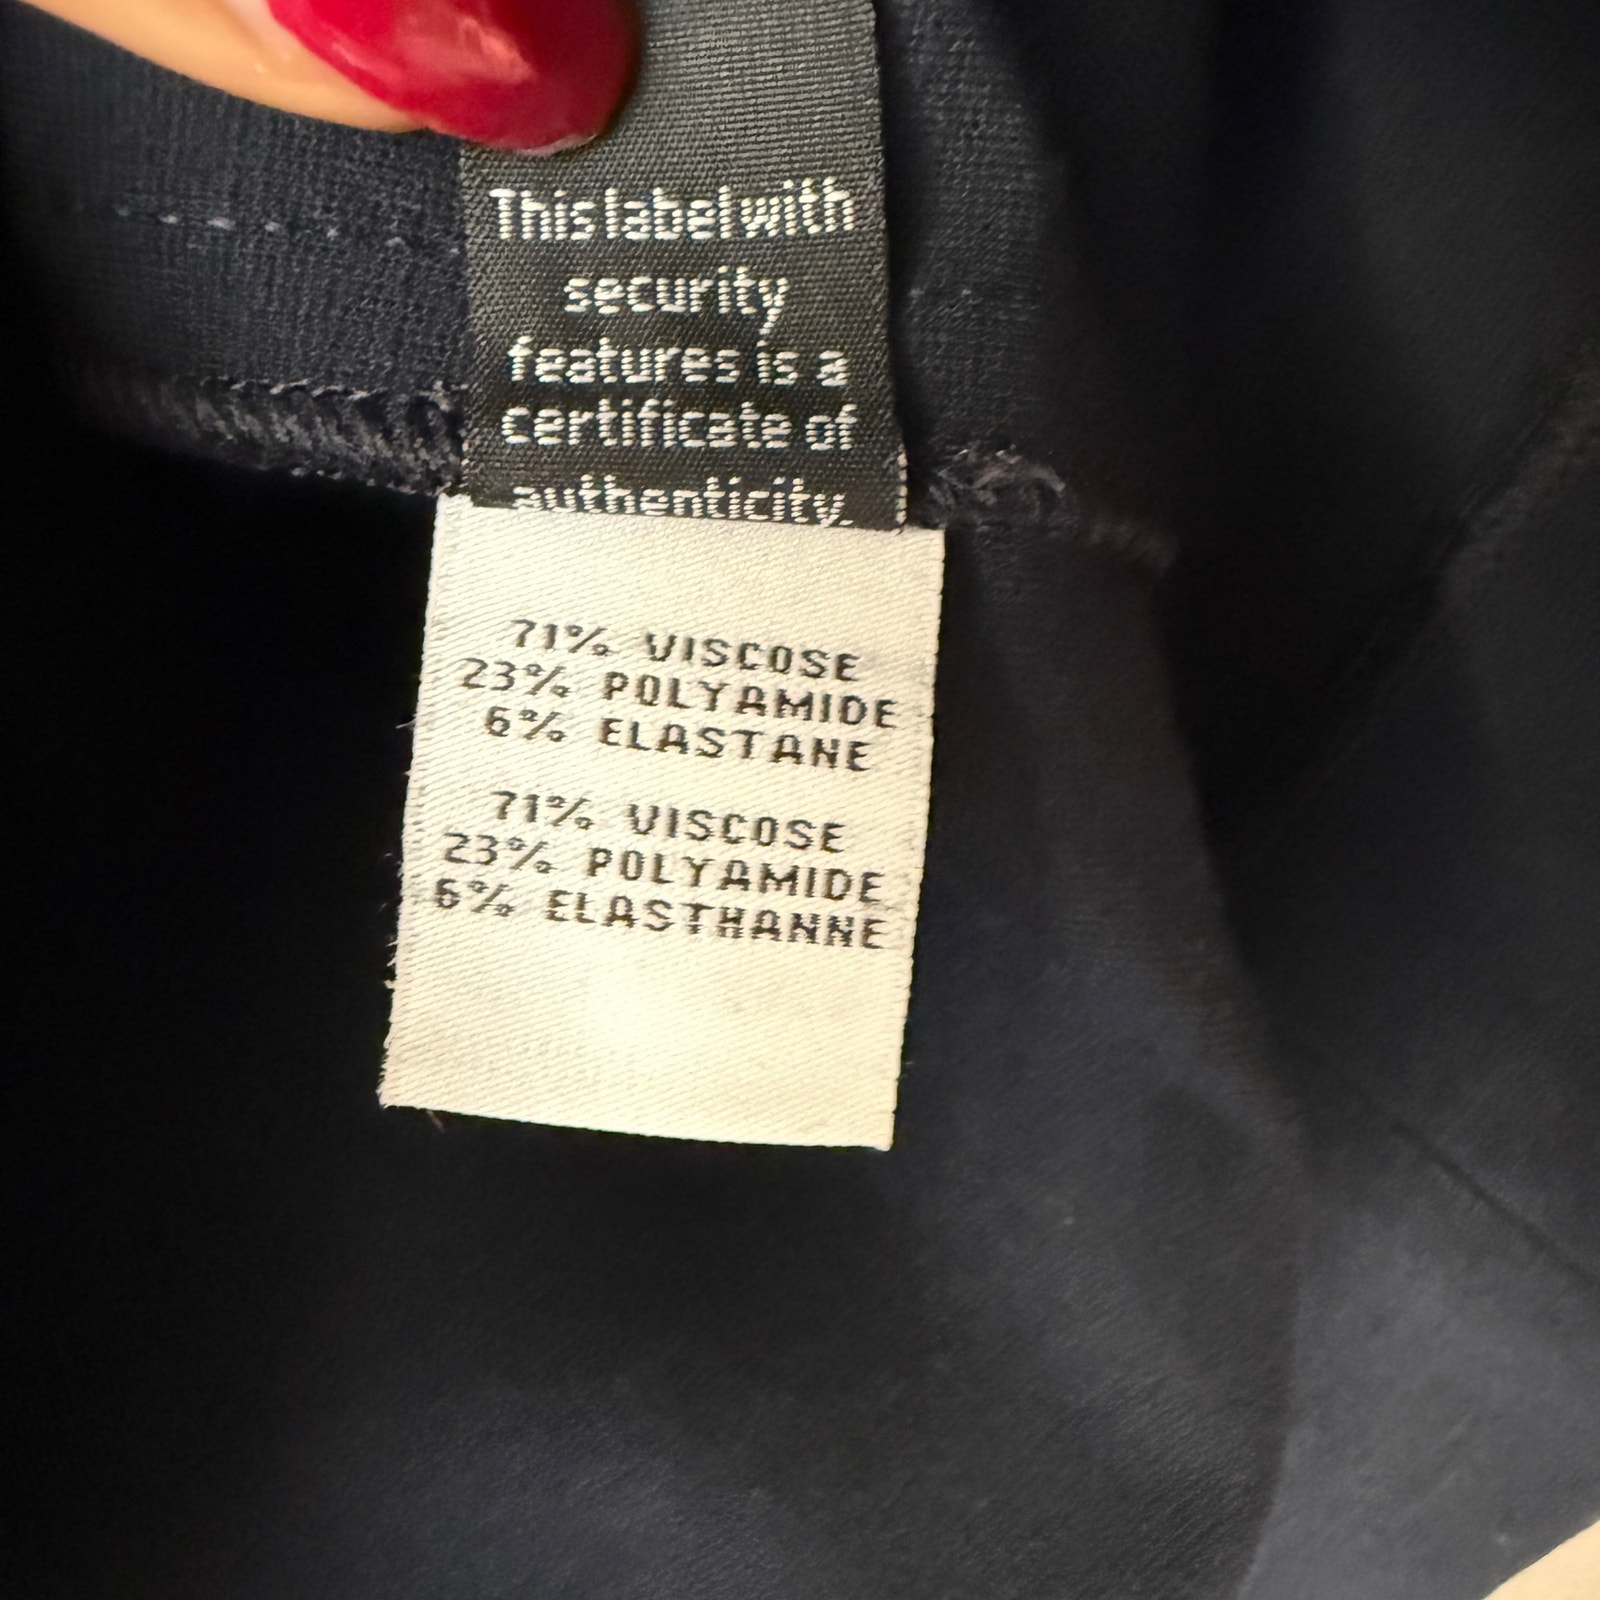 This label with
security
features is a
certificate of
authenticity.
71% VISCOSE
23% POLYAMIDE
6% ELASTANE
71% VISCOSE
23% POLYAMIDE
6% ELASTHANNE